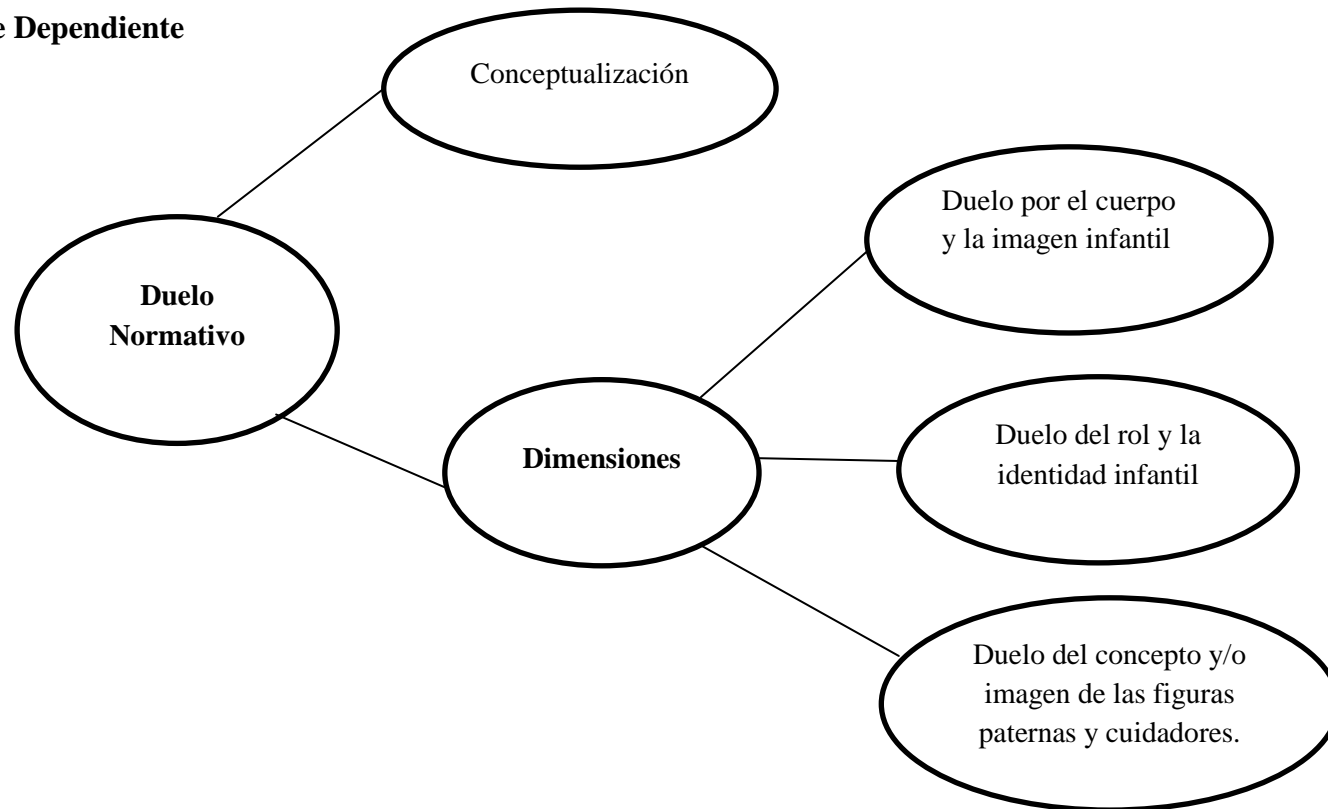 e Dependiente
Conceptualización
Duelo por el cuerpo
y la imagen infantil
Duelo
Normativo
Duelo del rol y la
identidad infantil
Dimensiones
Duelo del concepto y/o
imagen de las figuras
paternas y cuidadores.